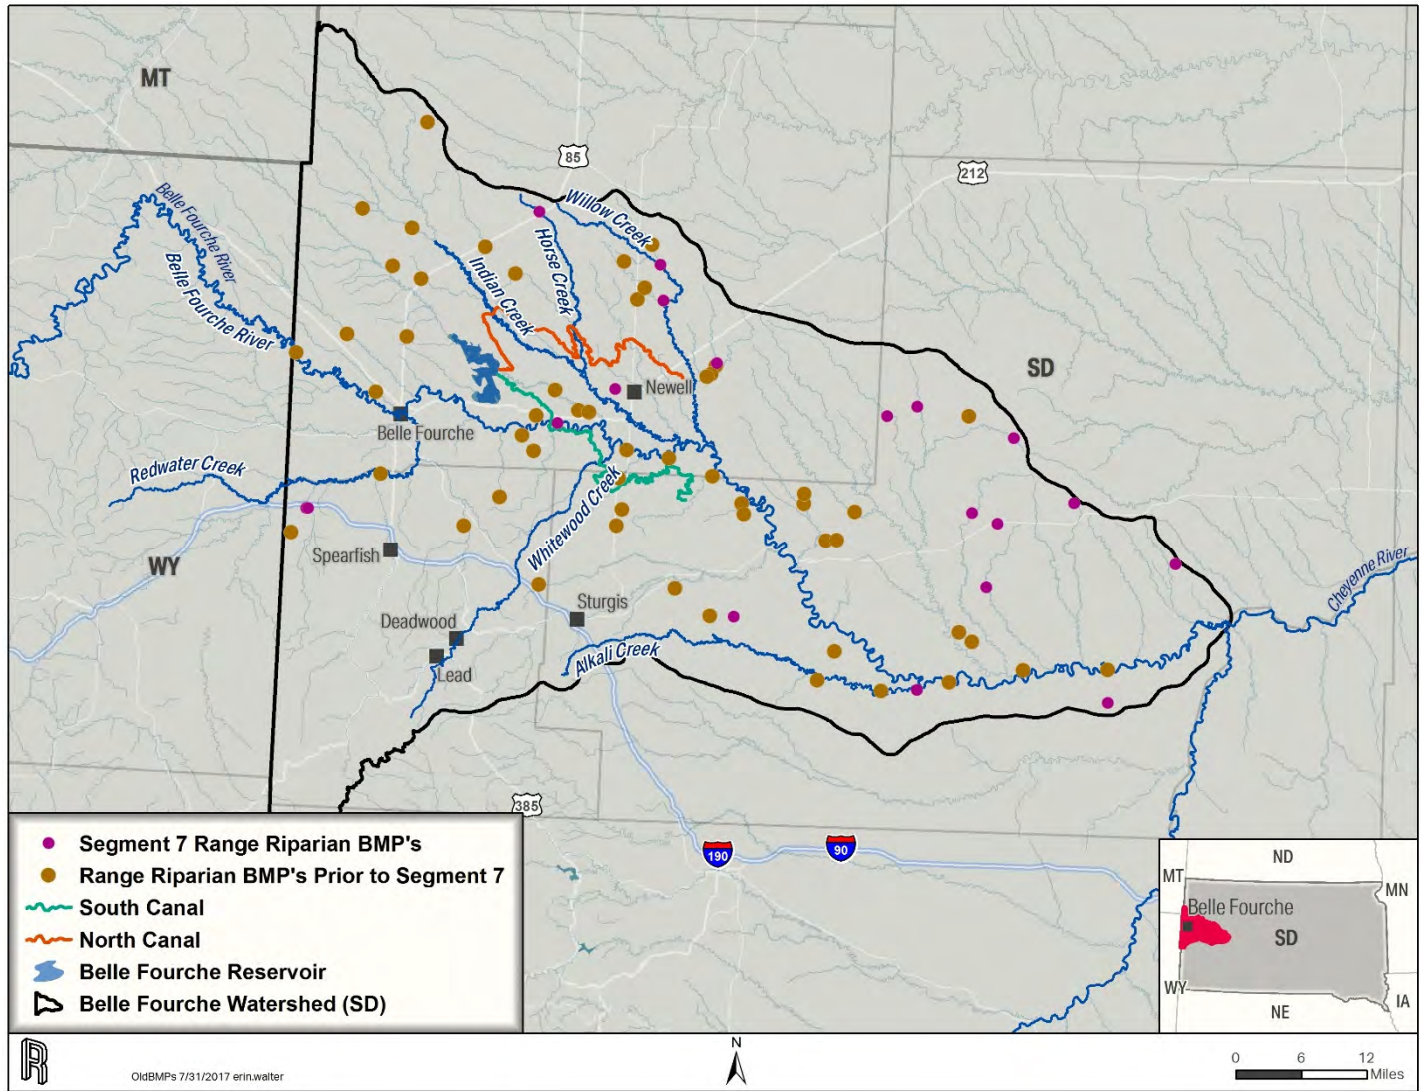 MT
85
212
Belle Fourche River
Belle Fourche River
Willow Creek
Horse Creek
Indian Creek
SD
Newell
Belle Fourche
Redwater Creek
Whitewood Creek
WY
Spearfish
Cheyenne River
Sturgis
Deadwood
Alkali Creek
Lead
385
190
90
Segment 7 Range Riparian BMP's
Range Riparian BMP's Prior to Segment 7
South Canal
North Canal
Belle Fourche Reservoir
Belle Fourche Watershed (SD)
ND
MT
MN
Belle Fourche
SD
WY
NE
IA
R
OldBMPs 7/31/2017 erin.walter
N
0 6 12
Miles